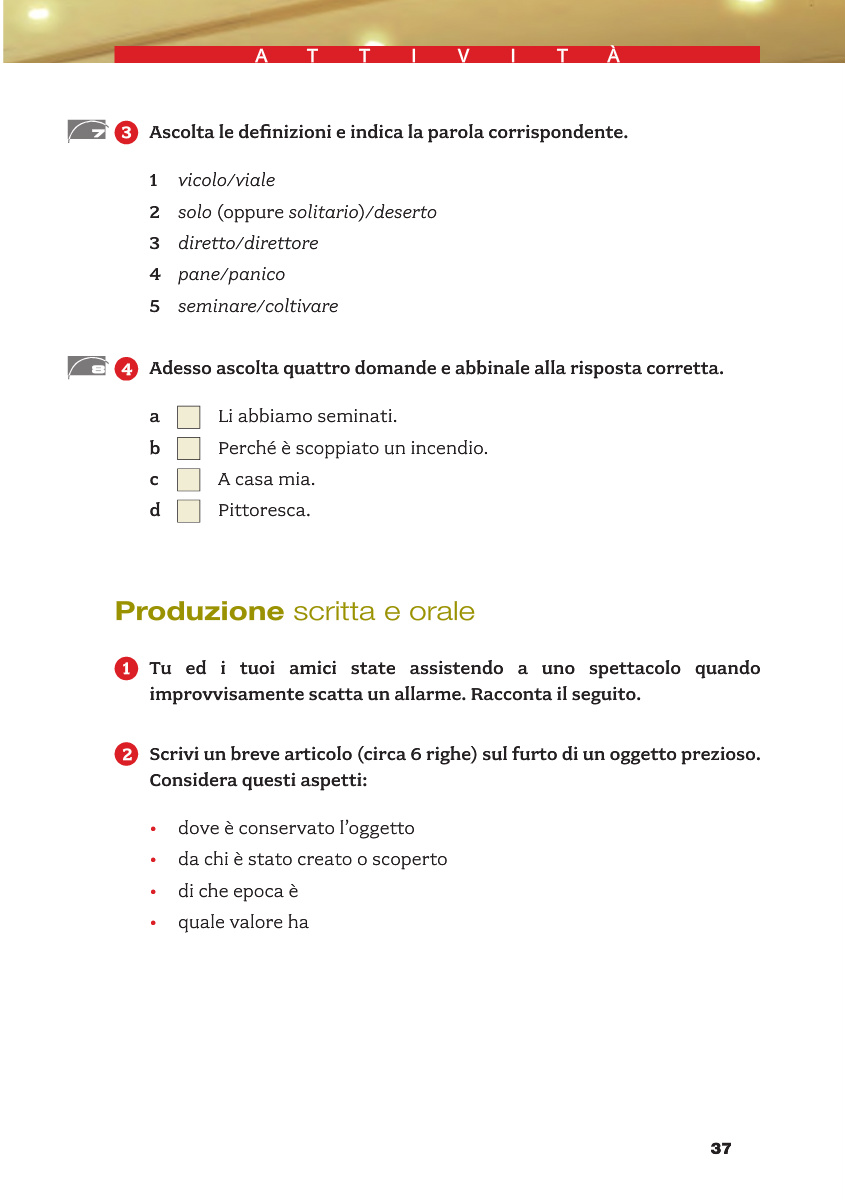 ATTIVITÀ
7 3 Ascolta le definizioni e indica la parola corrispondente.
1 vicolo/viale
2 solo (oppure solitario)/deserto
3 diretto/direttore
4 pane/panico
5 seminare/coltivare
8 4 Adesso ascolta quattro domande e abbinale alla risposta corretta.
a Li abbiamo seminati.
b Perché è scoppiato un incendio.
c A casa mia.
d Pittoresca.
Produzione scritta e orale
1 Tu ed i tuoi amici state assistendo a uno spettacolo quando
improvvisamente scatta un allarme. Racconta il seguito.
2 Scrivi un breve articolo (circa 6 righe) sul furto di un oggetto prezioso.
Considera questi aspetti:
• dove è conservato l’oggetto
• da chi è stato creato o scoperto
• di che epoca è
• quale valore ha
37